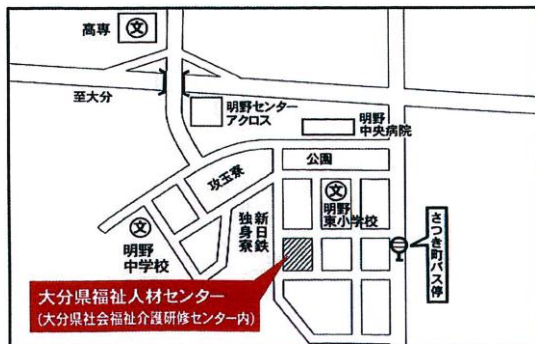 高専
文
至大分
明野センター
アクロス
明野
中央病院
公園
攻玉寮
文
明野
東小学校
新日鉄
独身寮
文
明野
中学校
さつき町バス停
大分県福祉人材センター
(大分県社会福祉介護研修センター内)